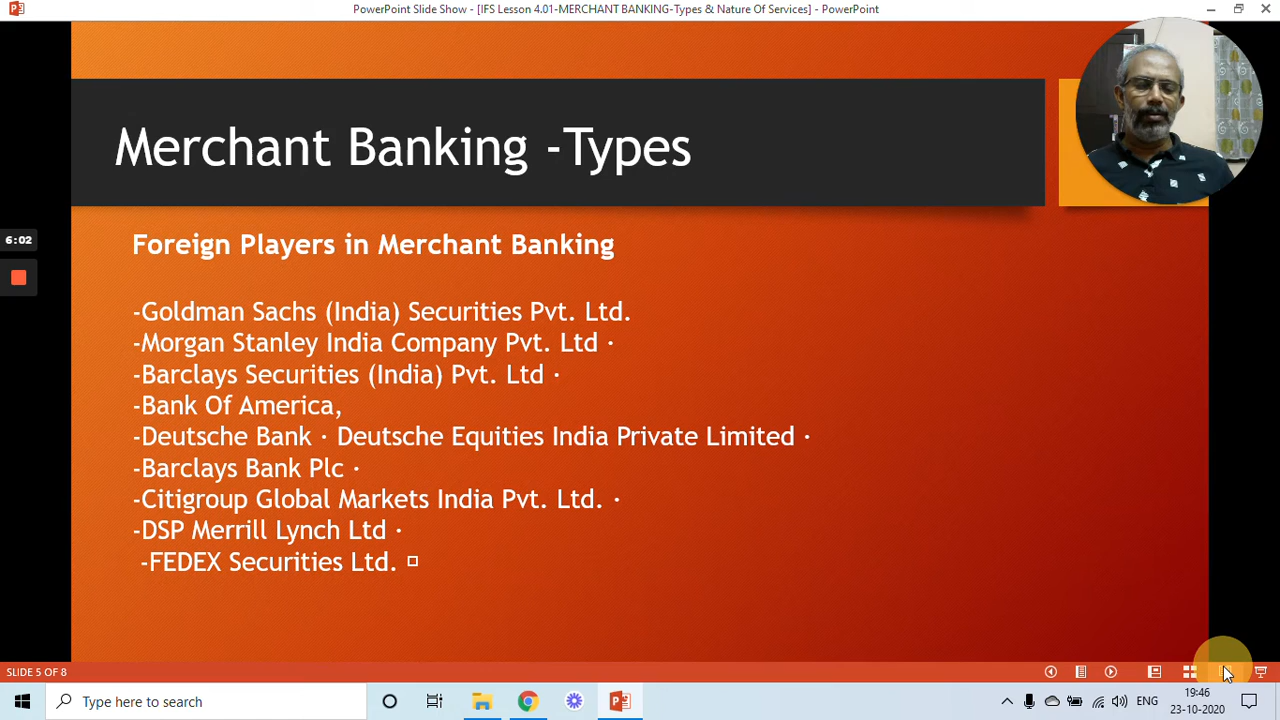 PowerPoint Slide Show - [IFS Lesson 4.01-MERCHANT BANKING-Types & Nature Of Services] - PowerPoint
Merchant Banking -Types
6:02
Foreign Players in Merchant Banking
-Goldman Sachs (India) Securities Pvt. Ltd.
-Morgan Stanley India Company Pvt. Ltd ·
-Barclays Securities (India) Pvt. Ltd ·
-Bank Of America,
-Deutsche Bank · Deutsche Equities India Private Limited ·
-Barclays Bank Plc ·
-Citigroup Global Markets India Pvt. Ltd. ·
-DSP Merrill Lynch Ltd ·
-FEDEX Securities Ltd. □
SLIDE 5 OF 8
Type here to search
ENG
19:46
23-10-2020